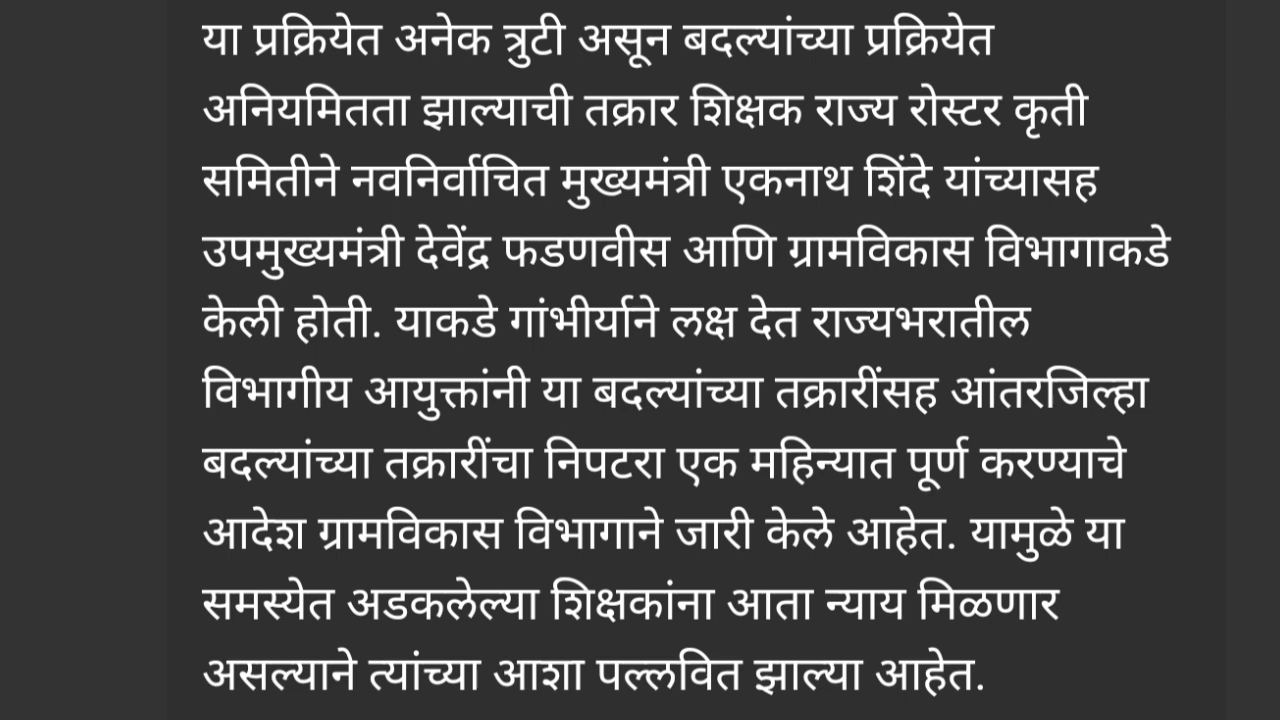 या प्रक्रियेत अनेक त्रुटी असून बदल्यांच्या प्रक्रियेत
अनियमितता झाल्याची तक्रार शिक्षक राज्य रोस्टर कृती
समितीने नवनिर्वाचित मुख्यमंत्री एकनाथ शिंदे यांच्यासह
उपमुख्यमंत्री देवेंद्र फडणवीस आणि ग्रामविकास विभागाकडे
केली होती. याकडे गांभीर्याने लक्ष देत राज्यभरातील
विभागीय आयुक्तांनी या बदल्यांच्या तक्रारींसह आंतरजिल्हा
बदल्यांच्या तक्रारींचा निपटरा एक महिन्यात पूर्ण करण्याचे
आदेश ग्रामविकास विभागाने जारी केले आहेत. यामुळे या
समस्येत अडकलेल्या शिक्षकांना आता न्याय मिळणार
असल्याने त्यांच्या आशा पल्लवित झाल्या आहेत.